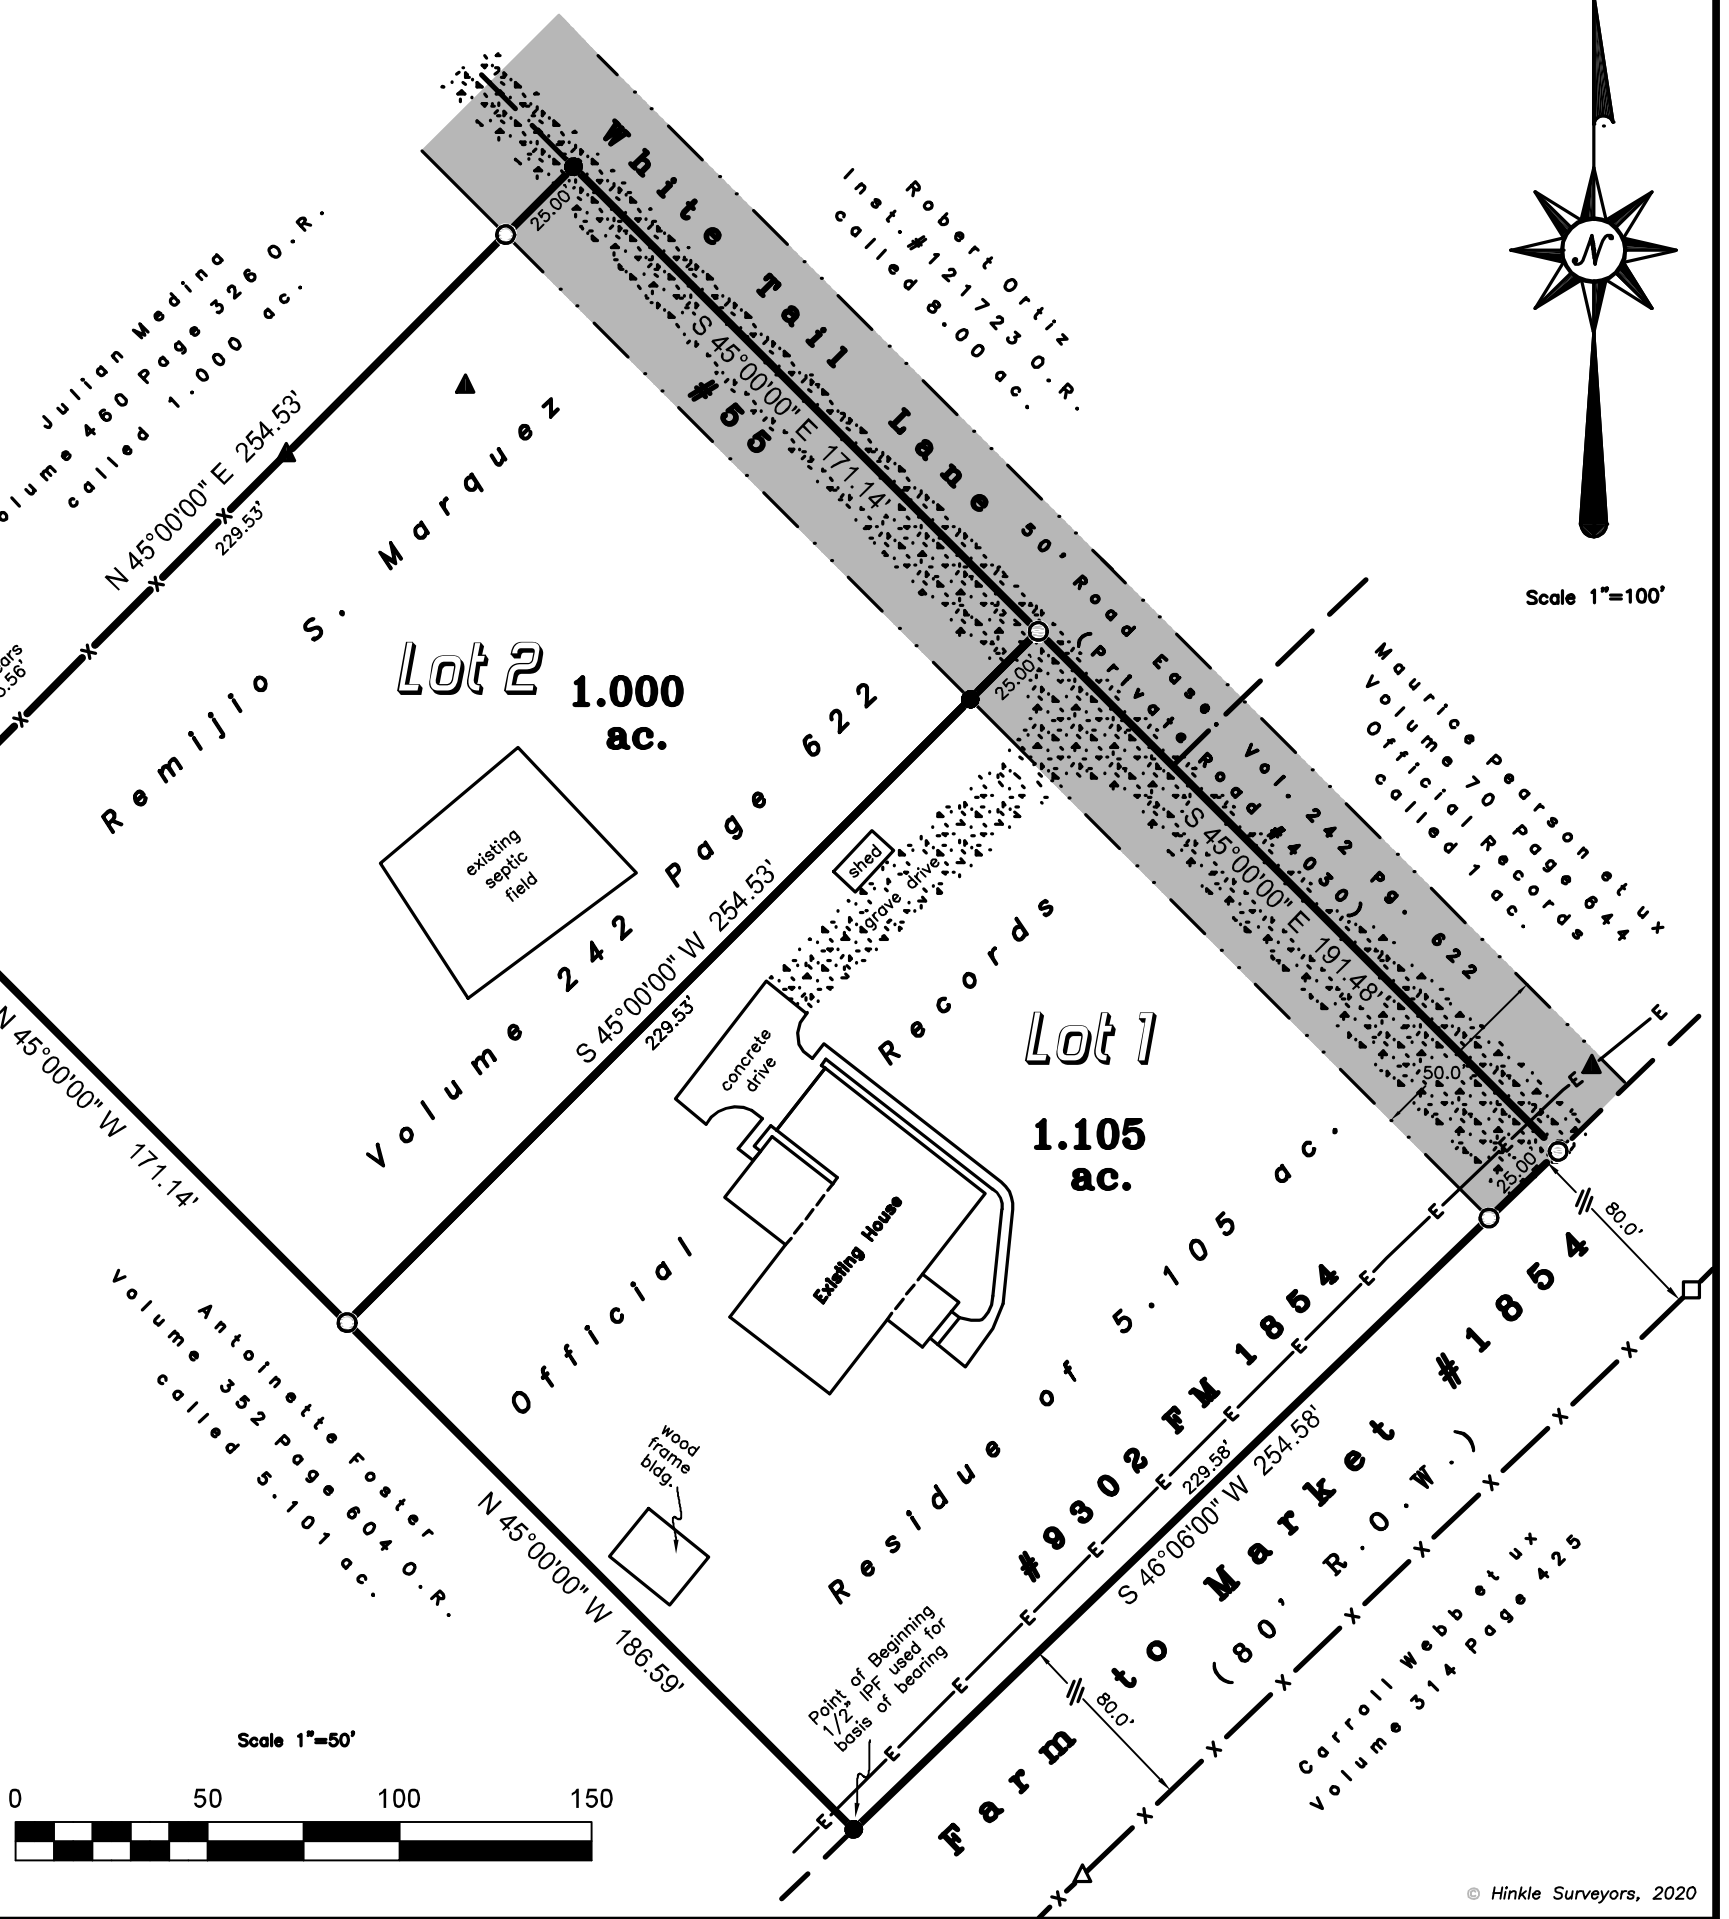 White Tail Lane
#55
50' Road Ease. Vol. 242 Pg. 622
(Private Road #4030)
Robert Ortiz
Inst.#121723 O.R.
called 8.00 ac.
N
Scale 1"=100'
Julian Medina
olume 460 Page 326 O.R.
called 1.000 ac.
N 45°00'00" E 254.53'
229.53'
25.00'
S 45°00'00" E 171.14'
25.00'
Maurice Pearson et ux
Volume 70 Page 644
Official Records
called 1 ac.
ars
.56'
Remijio S. Marquez
Lot 2
1.000
ac.
existing
septic
field
Volume 242 Page 622
S 45°00'00" W 254.53'
229.53'
shed
grave drive
concrete
drive
Official Records
Lot 1
1.105
ac.
S 45°00'00" E 191.48'
50.0'
25.00'
E
E
E
N 45°00'00" W 171.14'
Existing House
Residue of 5.105 ac.
#9302 FM 1854
80.0'
Antoinette Foster
volume 352 Page 604 O.R.
called 5.101 ac.
wood
frame
bldg.
N 45°00'00" W 186.59'
229.58'
S 46°06'00" W 254.58'
Farm to Market #1854
(80' R.O.W.)
80.0'
Point of Beginning
1/2" IPF used for
basis of bearing
Carroll Webb et ux
Volume 314 Page 425
Scale 1"=50'
0 50 100 150
© Hinkle Surveyors, 2020